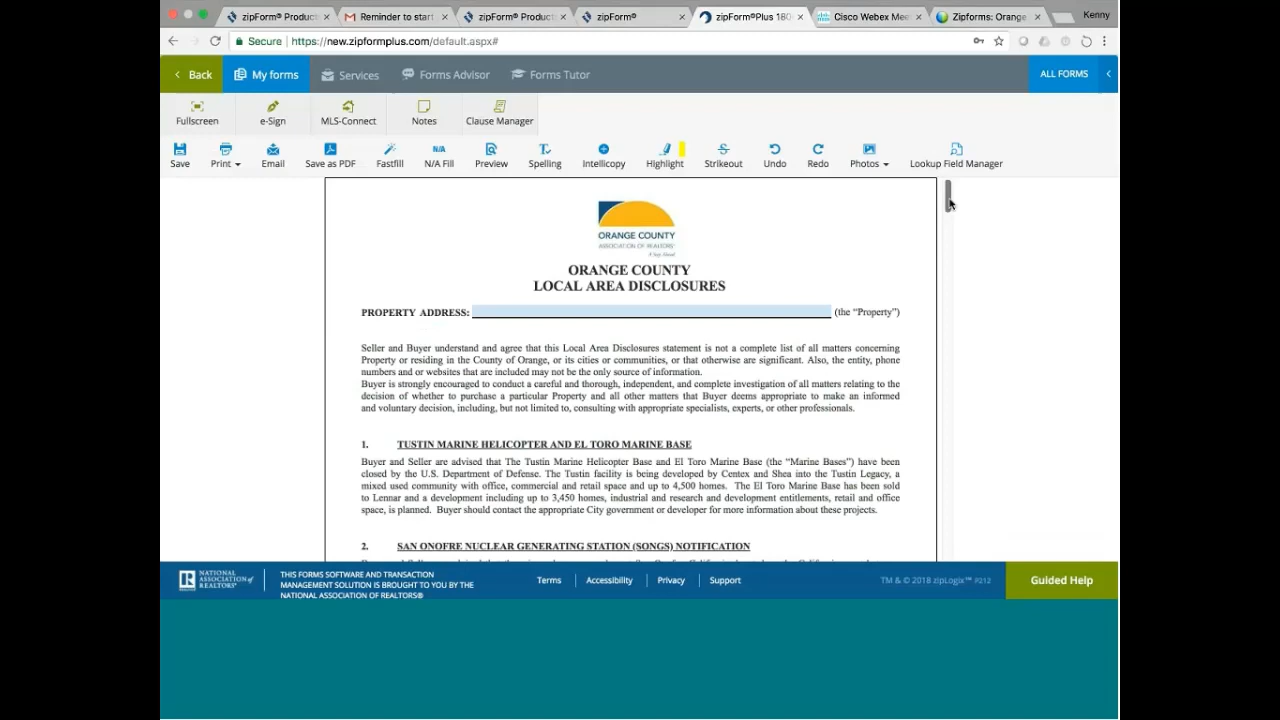 zipForm® Product
Reminder to start
zipForm® Product
zipForm®
zipForm®Plus 180
Cisco Webex Mee
Zipforms: Orange
Kenny
Secure https://new.zipformplus.com/default.aspx#
Back My forms Services Forms Advisor Forms Tutor ALL FORMS
Fullscreen e-Sign MLS-Connect Notes Clause Manager
N/A
Save Print Email Save as PDF Fastfill N/A Fill Preview Spelling Intellicopy Highlight Strikeout Undo Redo Photos Lookup Field Manager
ORANGE COUNTY
ASSOCIATION OF REALTORS®
A Step Ahead
ORANGE COUNTY
LOCAL AREA DISCLOSURES
PROPERTY ADDRESS: (the “Property”)
Seller and Buyer understand and agree that this Local Area Disclosures statement is not a complete list of all matters concerning
Property or residing in the County of Orange, or its cities or communities, or that otherwise are significant. Also, the entity, phone
numbers and or websites that are included may not be the only source of information.
Buyer is strongly encouraged to conduct a careful and thorough, independent, and complete investigation of all matters relating to the
decision of whether to purchase a particular Property and all other matters that Buyer deems appropriate to make an informed
and voluntary decision, including, but not limited to, consulting with appropriate specialists, experts, or other professionals.
1. TUSTIN MARINE HELICOPTER AND EL TORO MARINE BASE
Buyer and Seller are advised that The Tustin Marine Helicopter Base and El Toro Marine Base (the “Marine Bases”) have been
closed by the U.S. Department of Defense. The Tustin facility is being developed by Centex and Shea into the Tustin Legacy, a
mixed used community with office, commercial and retail space and up to 4,500 homes. The El Toro Marine Base has been sold
to Lennar and a development including up to 3,450 homes, industrial and research and development entitlements, retail and office
space, is planned. Buyer should contact the appropriate City government or developer for more information about these projects.
2. SAN ONOFRE NUCLEAR GENERATING STATION (SONGS) NOTIFICATION
NATIONAL
ASSOCIATION of
REALTORS®
THIS FORMS SOFTWARE AND TRANSACTION
MANAGEMENT SOLUTION IS BROUGHT TO YOU BY THE
NATIONAL ASSOCIATION OF REALTORS®
Terms Accessibility Privacy Support
TM & © 2018 zipLogix™ P212
Guided Help